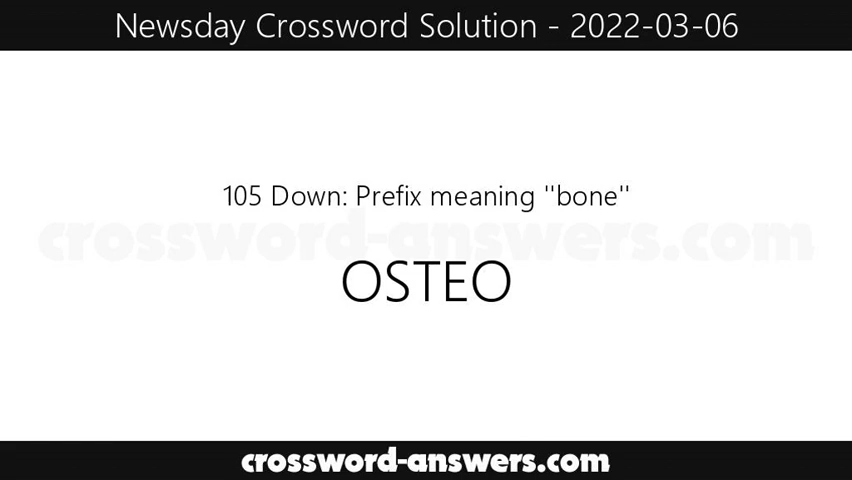 Newsday Crossword Solution - 2022-03-06
105 Down: Prefix meaning "bone"
crossword-answers.com
OSTEO
crossword-answers.com